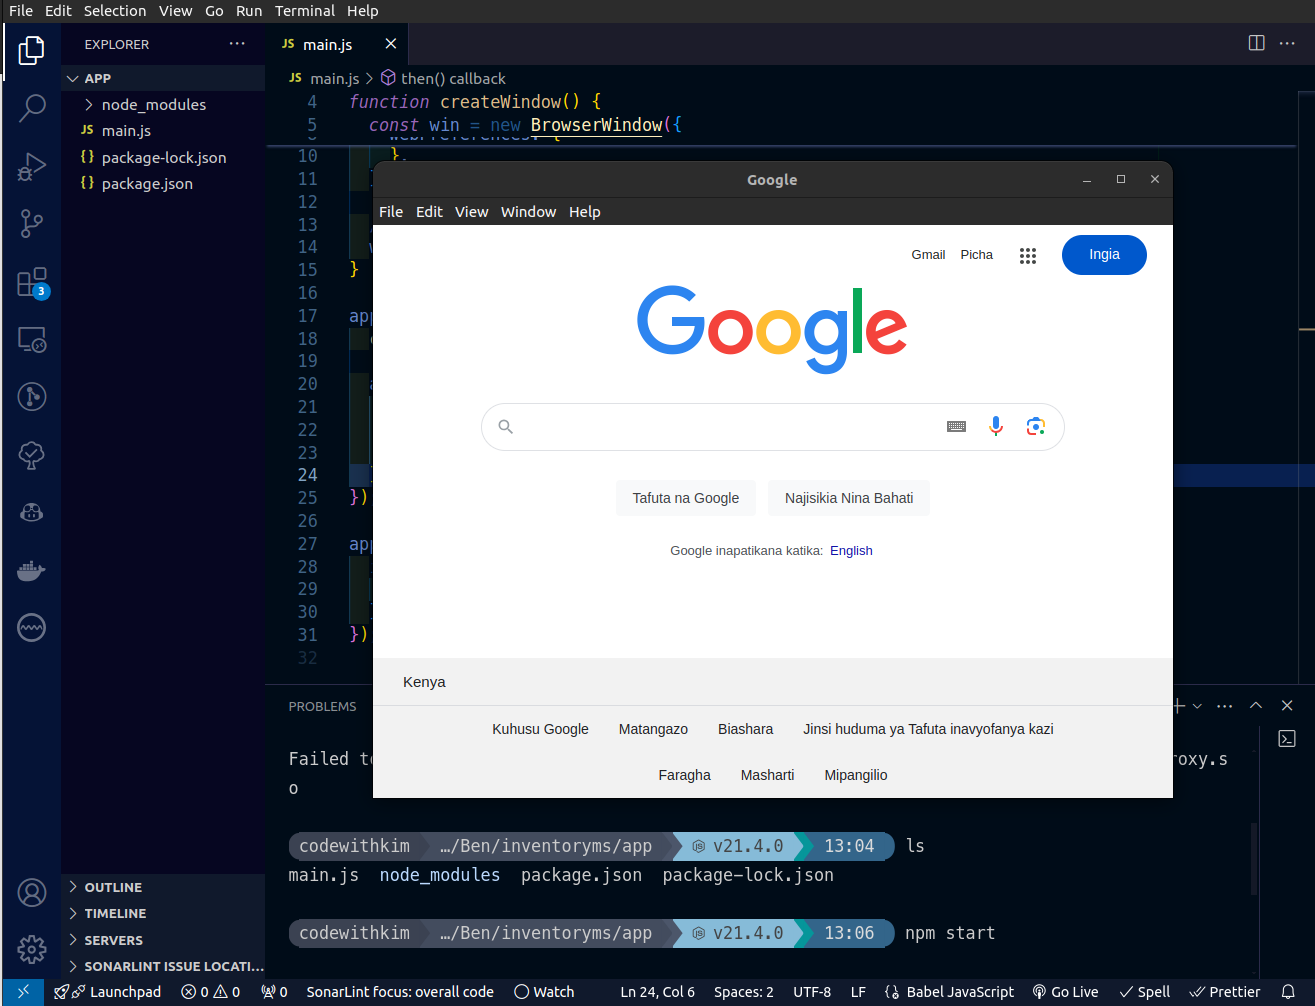 File Edit Selection View Go Run Terminal Help
EXPLORER
main.js
APP
node_modules
main.js
package-lock.json
package.json
main.js > then() callback
4 function createWindow() {
5 const win = new BrowserWindow({
10 },
11
12
13
14
15 }
16
17 app
18
19
20
21
22
23
24
25 })
26
27 app
28
29
30
31 })
32
Google
File Edit View Window Help
Gmail Picha Ingia
Google
Tafuta na Google Najisikia Nina Bahati
Google inapatikana katika: English
Kenya
Kuhusu Google Matangazo Biashara Jinsi huduma ya Tafuta inavyofanya kazi
Faragha Masharti Mipangilio
PROBLEMS
Failed to
roxy.s
o
codewithkim …/Ben/inventoryms/app v21.4.0 13:04 ls
main.js node_modules package.json package-lock.json
codewithkim …/Ben/inventoryms/app v21.4.0 13:06 npm start
3
OUTLINE
TIMELINE
SERVERS
SONARLINT ISSUE LOCATI...
Launchpad 0 0 0 SonarLint focus: overall code Watch Ln 24, Col 6 Spaces: 2 UTF-8 LF {} Babel JavaScript Go Live Spell Prettier